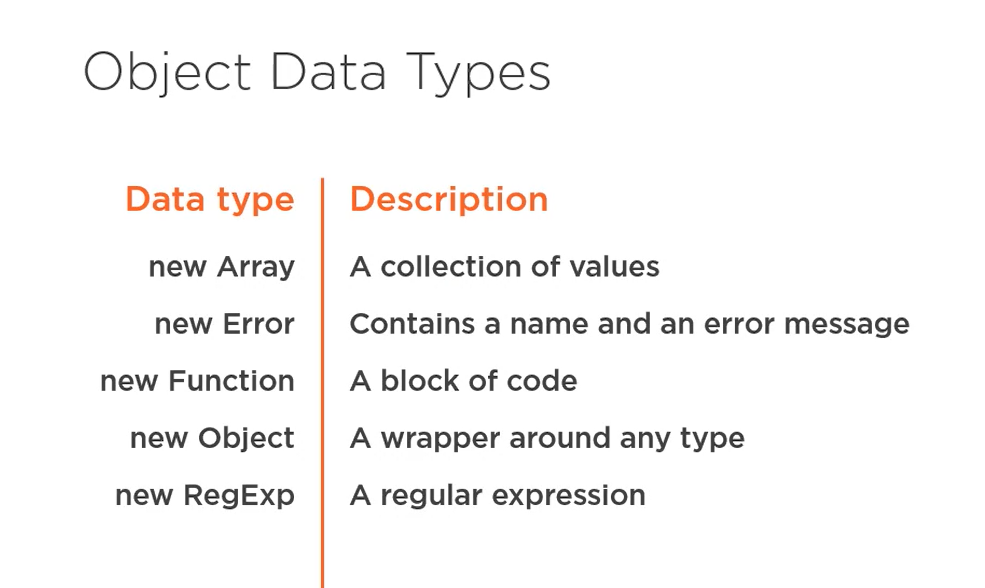 Object Data Types
Data type Description
new Array A collection of values
new Error Contains a name and an error message
new Function A block of code
new Object A wrapper around any type
new RegExp A regular expression